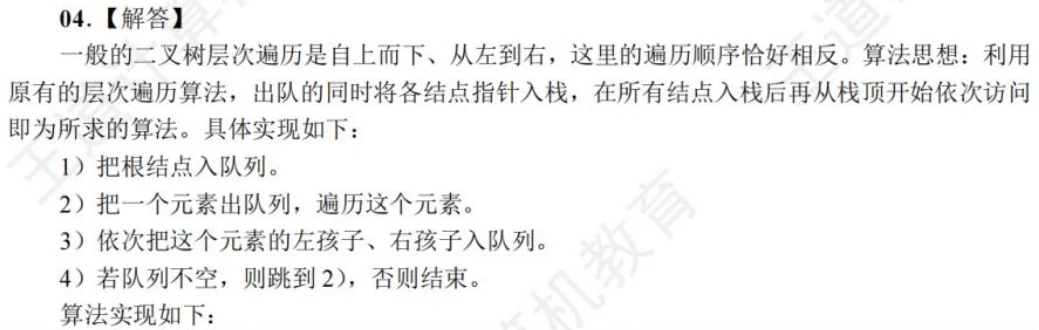 04.【解答】
一般的二叉树层次遍历是自上而下、从左到右，这里的遍历顺序恰好相反。算法思想：利用
原有的层次遍历算法，出队的同时将各结点指针入栈，在所有结点入栈后再从栈顶开始依次访问
即为所求的算法。具体实现如下：
1）把根结点入队列。
2）把一个元素出队列，遍历这个元素。
3）依次把这个元素的左孩子、右孩子入队列。
4）若队列不空，则跳到 2），否则结束。
算法实现如下：